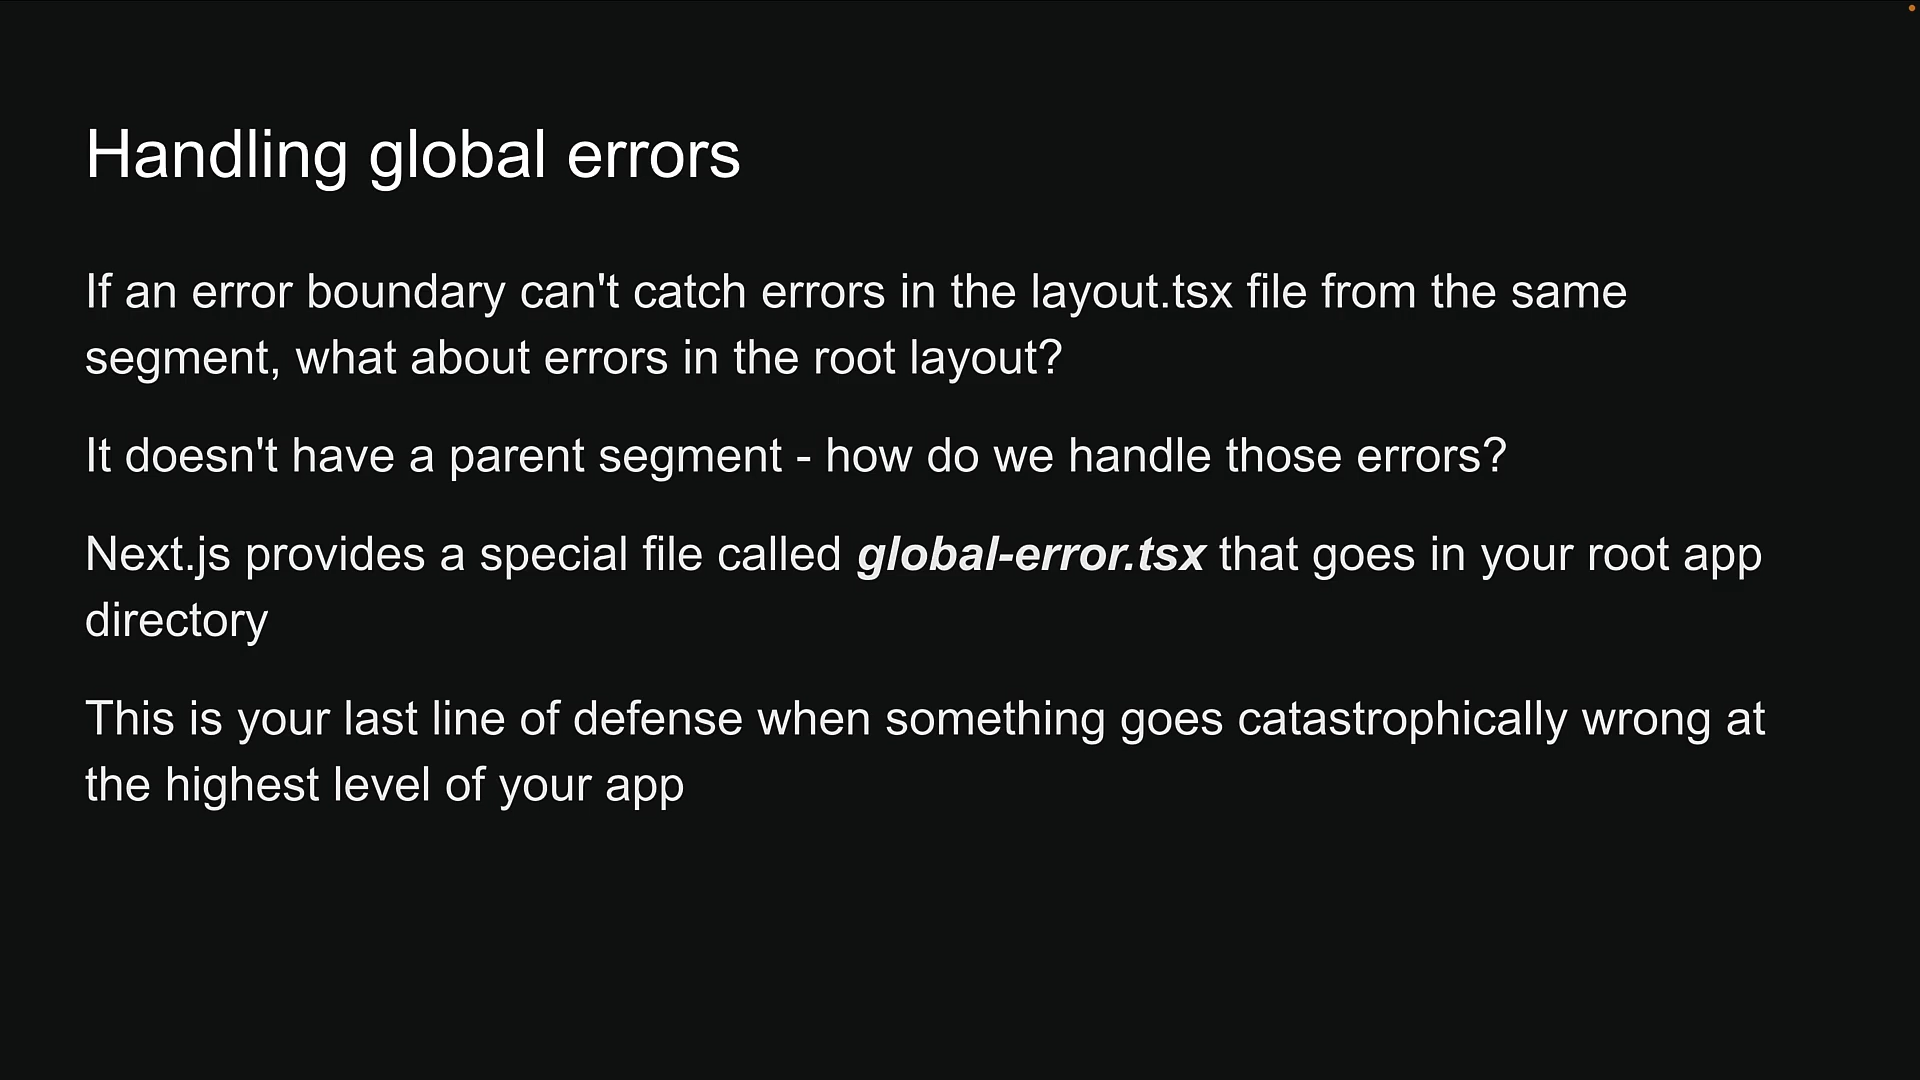 Handling global errors
If an error boundary can't catch errors in the layout.tsx file from the same
segment, what about errors in the root layout?
It doesn't have a parent segment - how do we handle those errors?
Next.js provides a special file called global-error.tsx that goes in your root app
directory
This is your last line of defense when something goes catastrophically wrong at
the highest level of your app